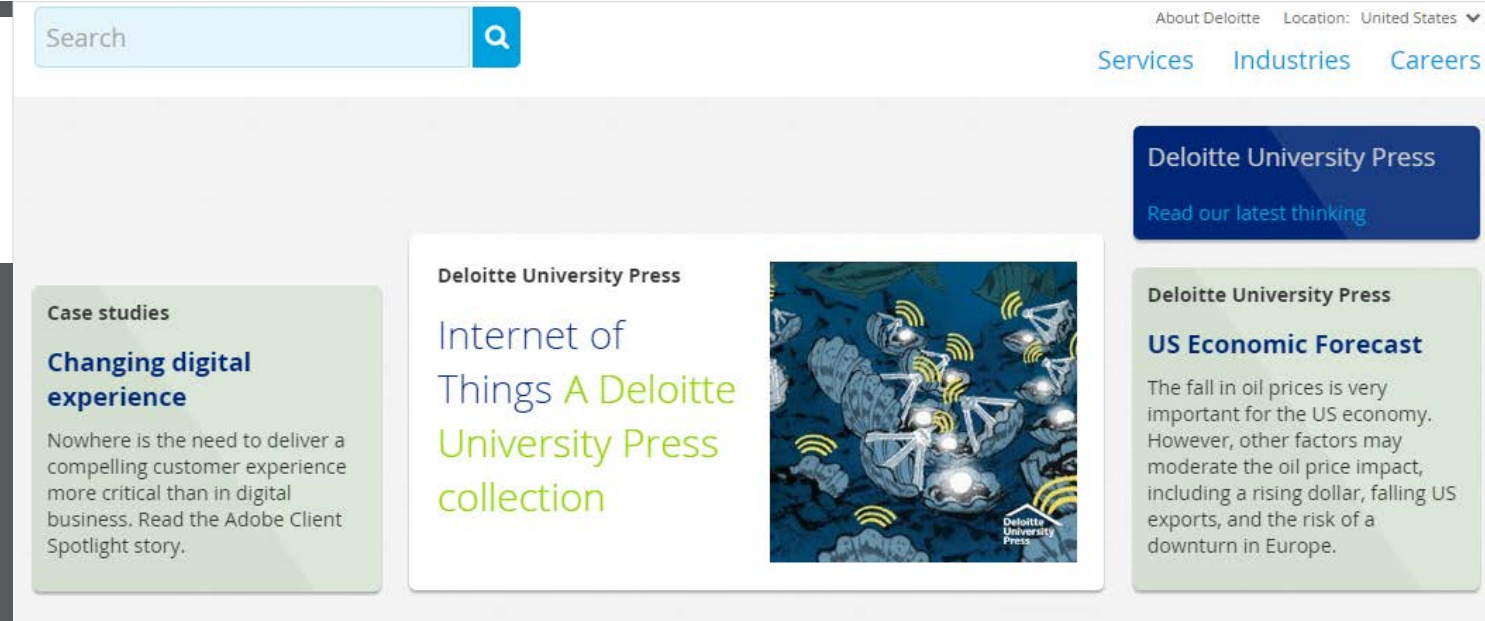 Search
About Deloitte Location: United States
Services Industries Careers
Deloitte University Press
Read our latest thinking
Case studies
Changing digital
experience
Nowhere is the need to deliver a
compelling customer experience
more critical than in digital
business. Read the Adobe Client
Spotlight story.
Deloitte University Press
Internet of
Things A Deloitte
University Press
collection
Deloitte
University
Press
Deloitte University Press
US Economic Forecast
The fall in oil prices is very
important for the US economy.
However, other factors may
moderate the oil price impact,
including a rising dollar, falling US
exports, and the risk of a
downturn in Europe.